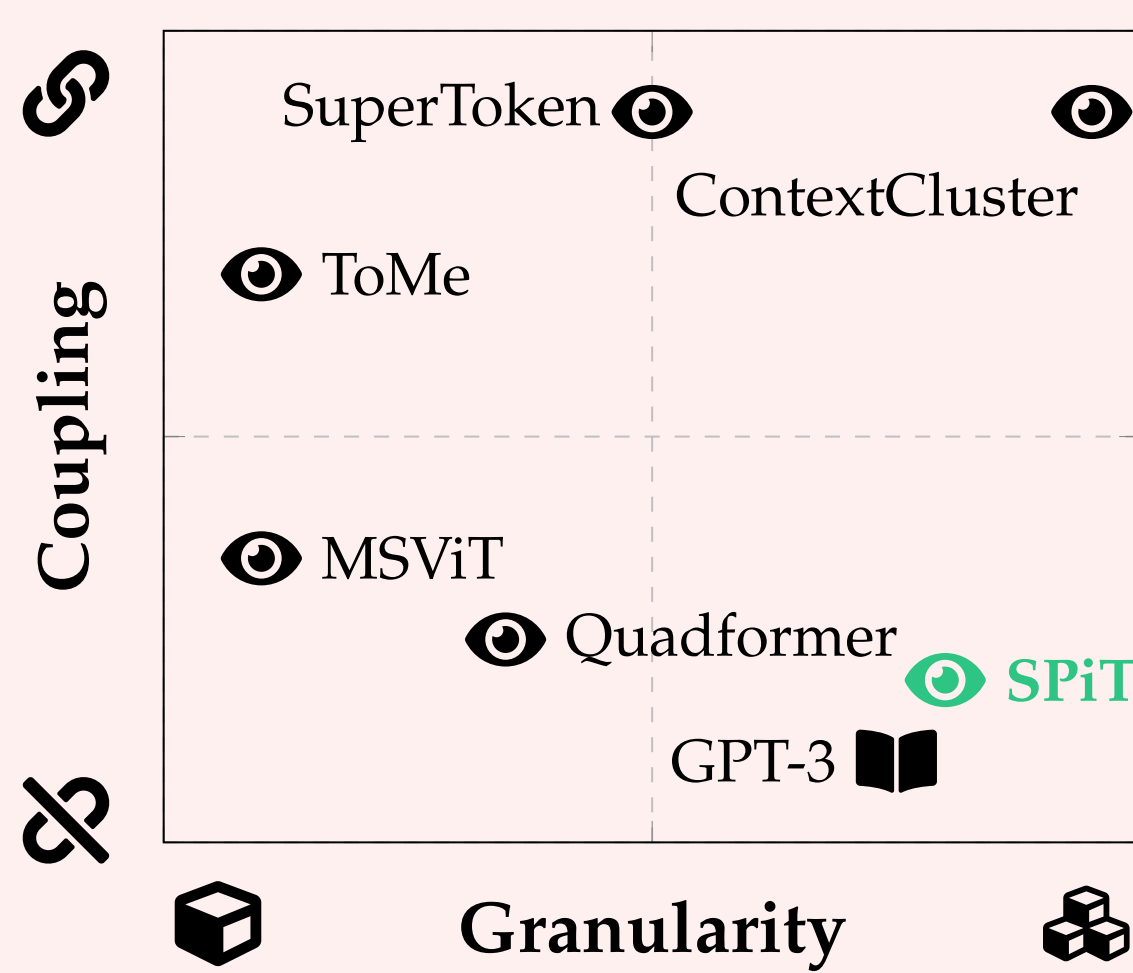 SuperToken
ContextCluster
ToMe
Coupling
MSViT
Quadformer
SPiT
GPT-3
Granularity